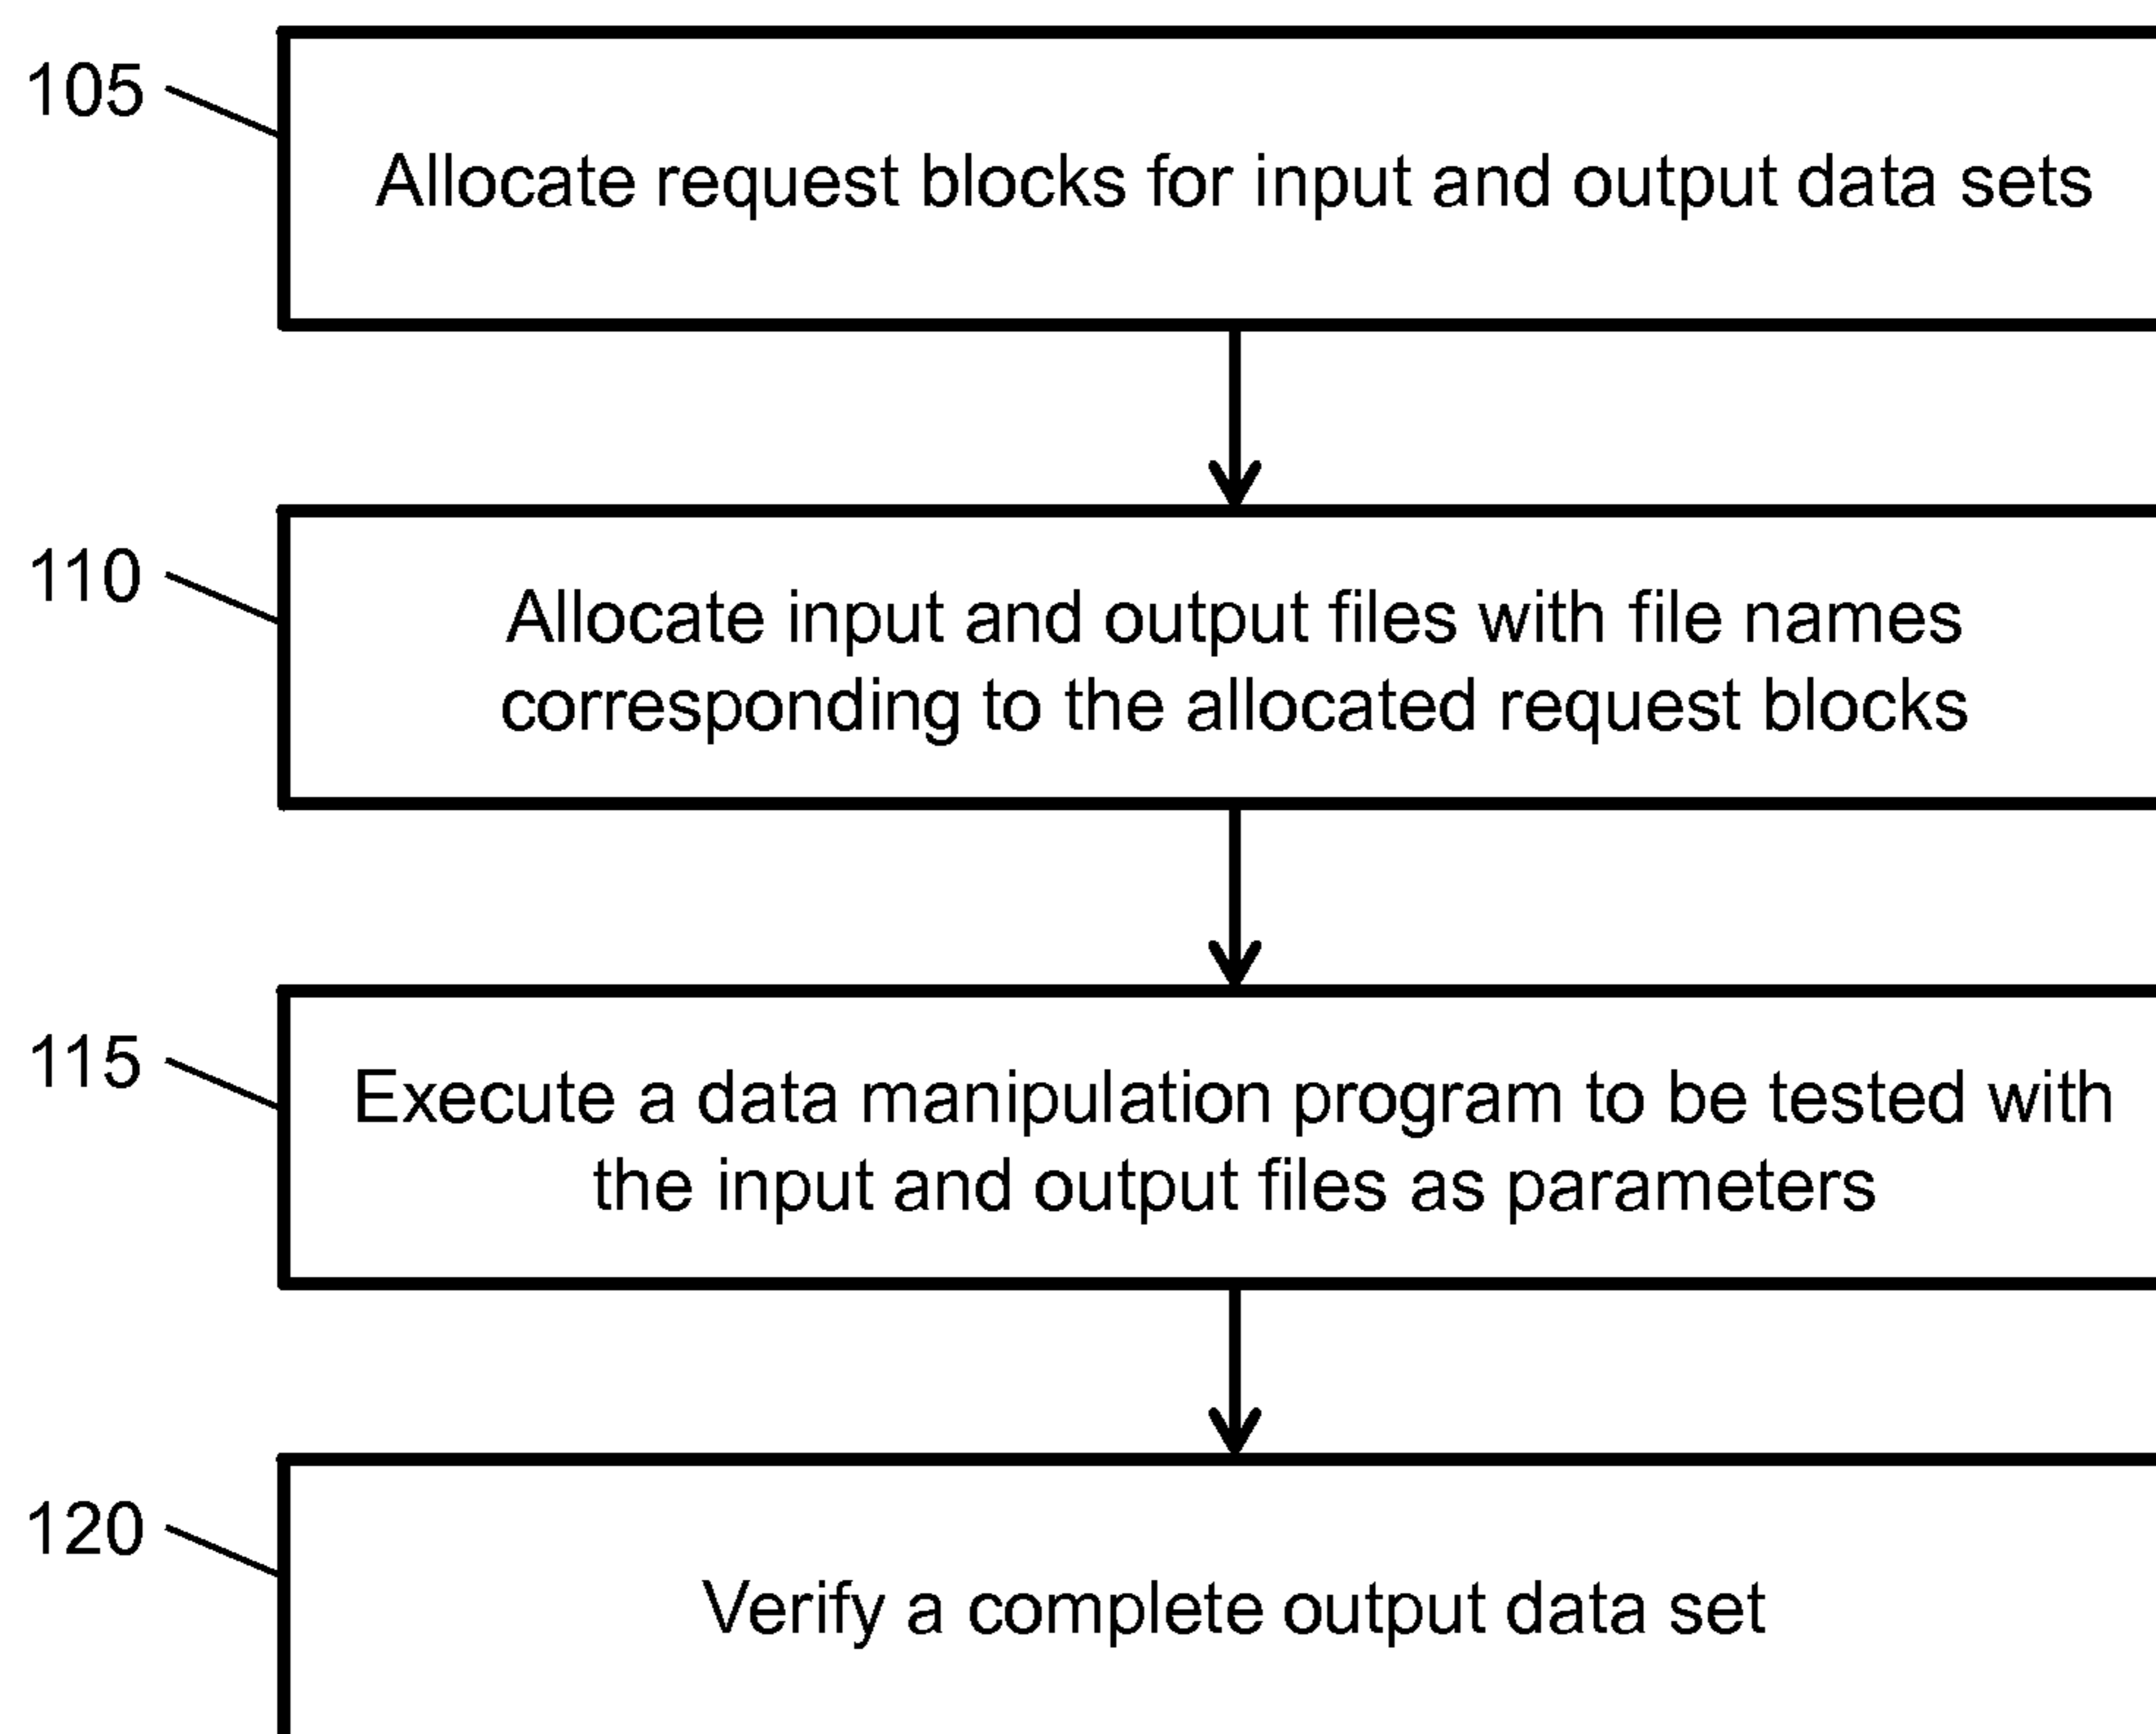 105
Allocate request blocks for input and output data sets
110
Allocate input and output files with file names
corresponding to the allocated request blocks
115
Execute a data manipulation program to be tested with
the input and output files as parameters
120
Verify a complete output data set